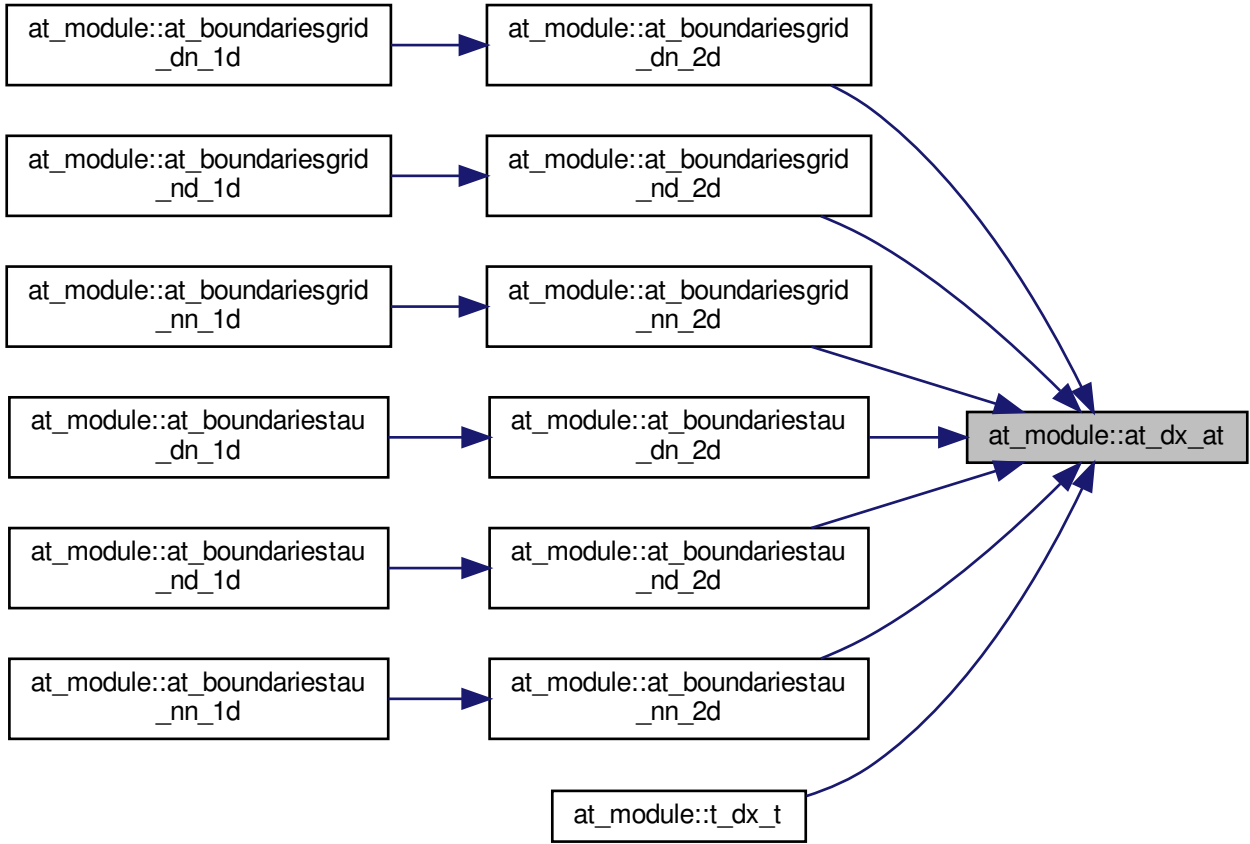 at_module::at_boundariesgrid
_dn_1d
at_module::at_boundariesgrid
_dn_2d
at_module::at_boundariesgrid
_nd_1d
at_module::at_boundariesgrid
_nd_2d
at_module::at_boundariesgrid
_nn_1d
at_module::at_boundariesgrid
_nn_2d
at_module::at_boundariestau
_dn_1d
at_module::at_boundariestau
_dn_2d
at_module::at_dx_at
at_module::at_boundariestau
_nd_1d
at_module::at_boundariestau
_nd_2d
at_module::at_boundariestau
_nn_1d
at_module::at_boundariestau
_nn_2d
at_module::t_dx_t